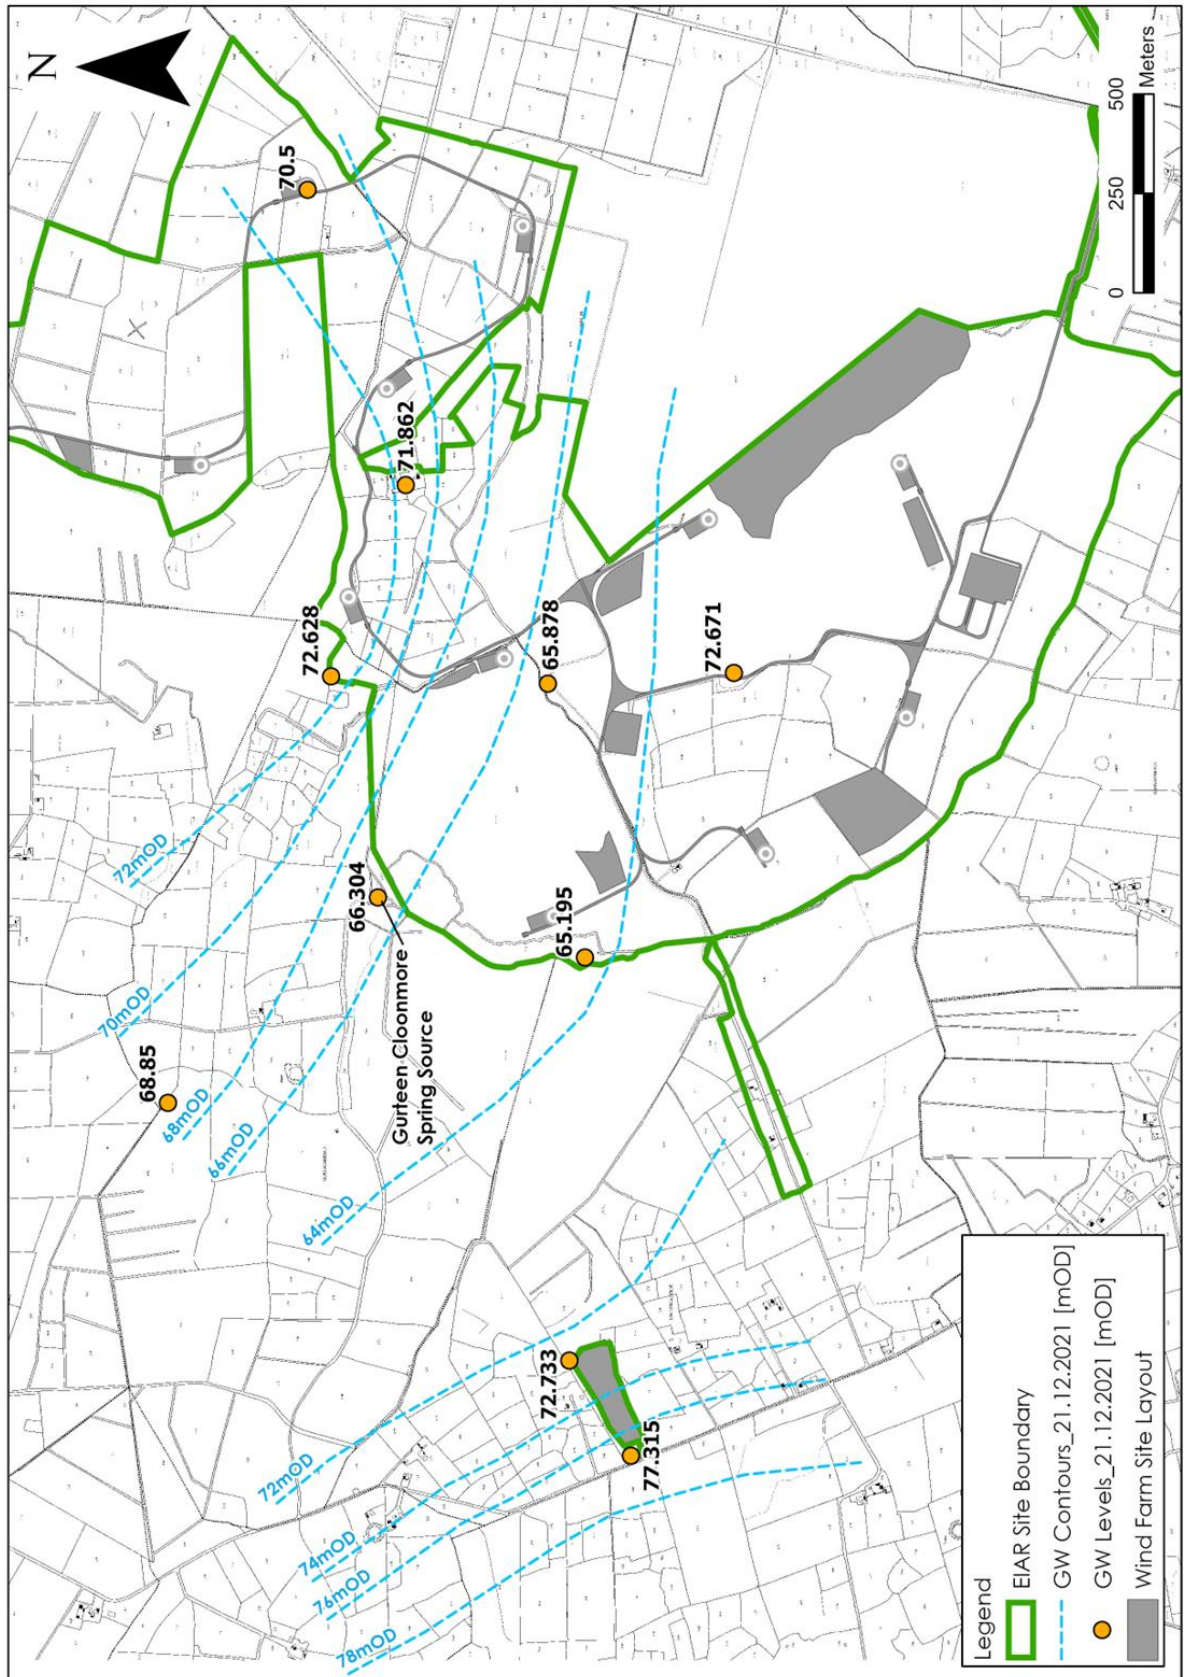 N
70.5
71.862
72.628
65.878
72.671
66.304
65.195
Gurteen Cloonmore
Spring Source
68.85
72.733
77.315
72mOD
70mOD
68mOD
66mOD
64mOD
72mOD
74mOD
76mOD
78mOD
0 250 500
Meters
Legend
EIAR Site Boundary
GW Contours_21.12.2021 [mOD]
GW Levels_21.12.2021 [mOD]
Wind Farm Site Layout